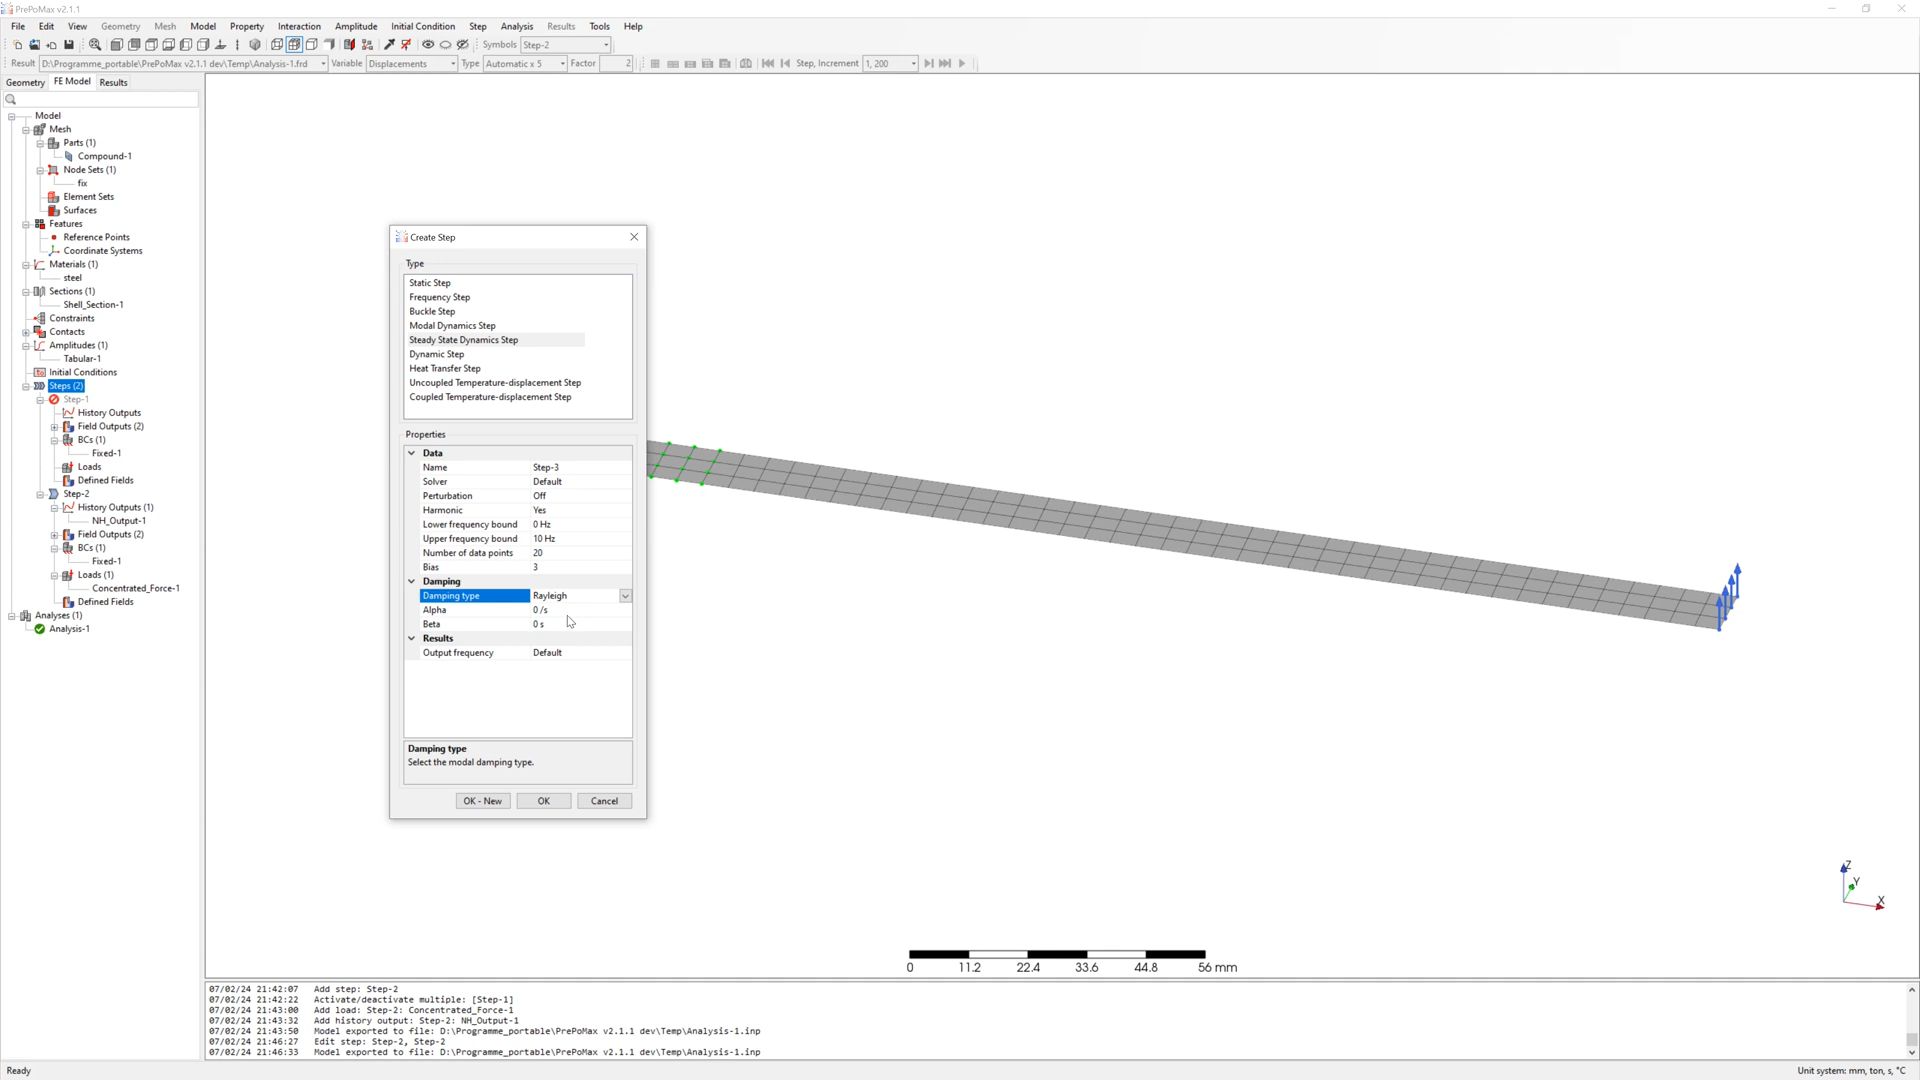 PrePoMax v2.1.1
File Edit View Geometry Mesh Model Property Interaction Amplitude Initial Condition Step Analysis Results Tools Help
Symbols Step-2
Result D:\Programme_portable\PrePoMax v2.1.1 dev\Temp\Analysis-1.frd Variable Displacements Type Automatic x 5 Factor 2 Step, Increment 1, 200
Geometry FE Model Results
Model
Mesh
Parts (1)
Compound-1
Node Sets (1)
fix
Element Sets
Surfaces
Features
Reference Points
Coordinate Systems
Materials (1)
steel
Sections (1)
Shell_Section-1
Constraints
Contacts
Amplitudes (1)
Tabular-1
Initial Conditions
Steps (2)
Step-1
History Outputs
Field Outputs (2)
BCs (1)
Fixed-1
Loads
Defined Fields
Step-2
History Outputs (1)
NH_Output-1
Field Outputs (2)
BCs (1)
Fixed-1
Loads (1)
Concentrated_Force-1
Defined Fields
Analyses (1)
Analysis-1
Create Step
Type
Static Step
Frequency Step
Buckle Step
Modal Dynamics Step
Steady State Dynamics Step
Dynamic Step
Heat Transfer Step
Uncoupled Temperature-displacement Step
Coupled Temperature-displacement Step
Properties
Data
Name Step-3
Solver Default
Perturbation Off
Harmonic Yes
Lower frequency bound 0 Hz
Upper frequency bound 10 Hz
Number of data points 20
Bias 3
Damping
Damping type Rayleigh
Alpha 0 /s
Beta 0 s
Results
Output frequency Default
Damping type
Select the modal damping type.
OK - New OK Cancel
Z
Y
X
0 11.2 22.4 33.6 44.8 56 mm
07/02/24 21:42:07 Add step: Step-2
07/02/24 21:42:22 Activate/deactivate multiple: [Step-1]
07/02/24 21:43:00 Add load: Step-2: Concentrated_Force-1
07/02/24 21:43:32 Add history output: Step-2: NH_Output-1
07/02/24 21:43:50 Model exported to file: D:\Programme_portable\PrePoMax v2.1.1 dev\Temp\Analysis-1.inp
07/02/24 21:46:27 Edit step: Step-2, Step-2
07/02/24 21:46:33 Model exported to file: D:\Programme_portable\PrePoMax v2.1.1 dev\Temp\Analysis-1.inp
Ready Unit system: mm, ton, s, °C